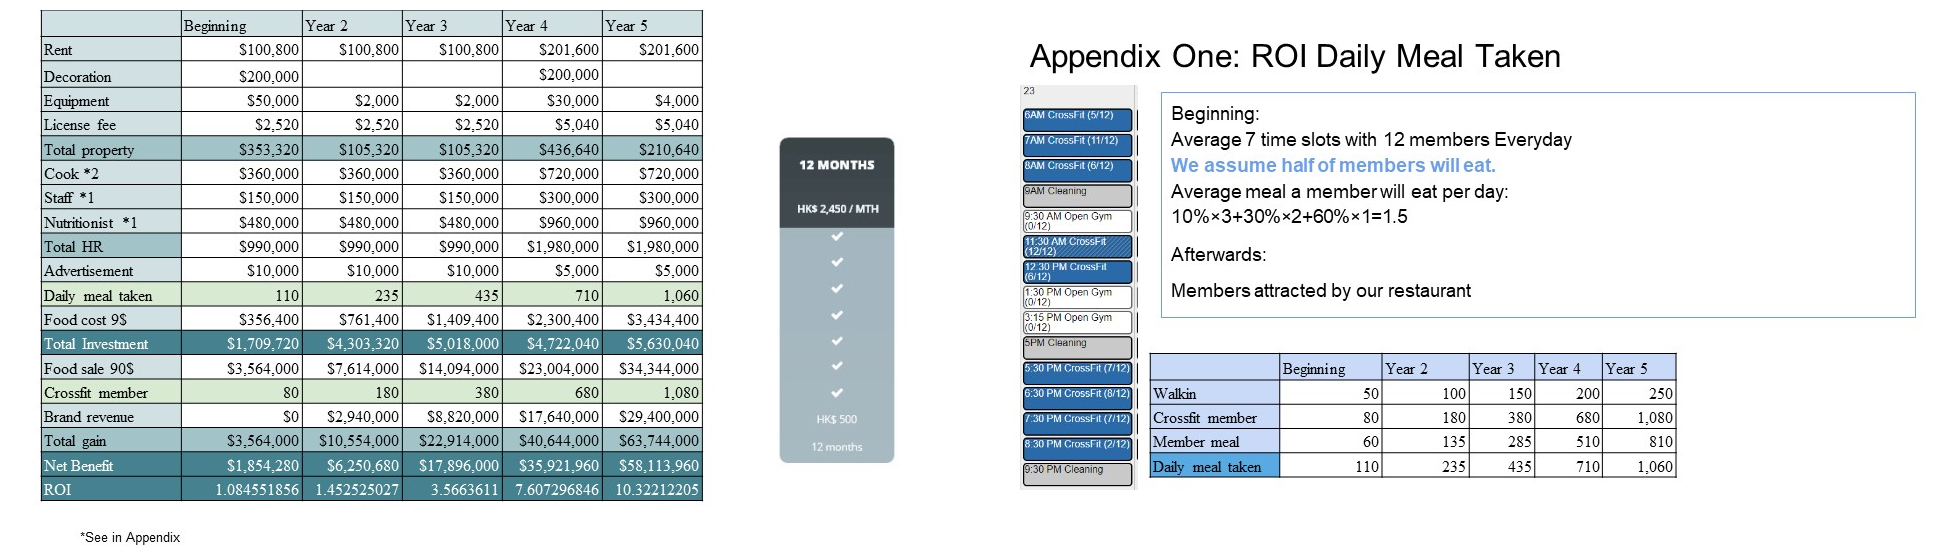 Beginning Year 2 Year 3 Year 4 Year 5
Rent $100,800 $100,800 $100,800 $201,600 $201,600
Decoration $200,000 $200,000
Equipment $50,000 $2,000 $2,000 $30,000 $4,000
License fee $2,520 $2,520 $2,520 $5,040 $5,040
Total property $353,320 $105,320 $105,320 $436,640 $210,640
Cook *2 $360,000 $360,000 $360,000 $720,000 $720,000
Staff *1 $150,000 $150,000 $150,000 $300,000 $300,000
Nutritionist *1 $480,000 $480,000 $480,000 $960,000 $960,000
Total HR $990,000 $990,000 $990,000 $1,980,000 $1,980,000
Advertisement $10,000 $10,000 $10,000 $5,000 $5,000
Daily meal taken 110 235 435 710 1,060
Food cost 9$ $356,400 $761,400 $1,409,400 $2,300,400 $3,434,400
Total Investment $1,709,720 $4,303,320 $5,018,000 $4,722,040 $5,630,040
Food sale 90$ $3,564,000 $7,614,000 $14,094,000 $23,004,000 $34,344,000
Crossfit member 80 180 380 680 1,080
Brand revenue $0 $2,940,000 $8,820,000 $17,640,000 $29,400,000
Total gain $3,564,000 $10,554,000 $22,914,000 $40,644,000 $63,744,000
Net Benefit $1,854,280 $6,250,680 $17,896,000 $35,921,960 $58,113,960
ROI 1.084551856 1.452525027 3.5663611 7.607296846 10.32212205
*See in Appendix
12 MONTHS
HK$ 2,450 / MTH
HK$ 500
12 months
Appendix One: ROI Daily Meal Taken
23
6AM CrossFit (5/12)
7AM CrossFit (11/12)
8AM CrossFit (6/12)
9AM Cleaning
9:30 AM Open Gym
(0/12)
11:30 AM CrossFit
(12/12)
12:30 PM CrossFit
(6/12)
1:30 PM Open Gym
(0/12)
3:15 PM Open Gym
(0/12)
5PM Cleaning
5:30 PM CrossFit (7/12)
6:30 PM CrossFit (8/12)
7:30 PM CrossFit (7/12)
8:30 PM CrossFit (2/12)
9:30 PM Cleaning
Beginning:
Average 7 time slots with 12 members Everyday
We assume half of members will eat.
Average meal a member will eat per day:
10%×3+30%×2+60%×1=1.5
Afterwards:
Members attracted by our restaurant
Beginning Year 2 Year 3 Year 4 Year 5
Walkin 50 100 150 200 250
Crossfit member 80 180 380 680 1,080
Member meal 60 135 285 510 810
Daily meal taken 110 235 435 710 1,060